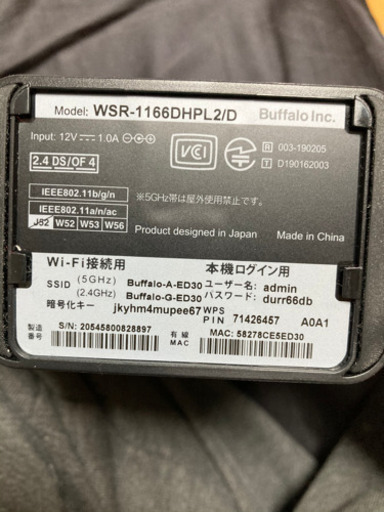 Model: WSR-1166DHPL2/D Buffalo Inc.
Input: 12V 1.0A
VCI
R 003-190205
T D190162003
2.4 DS/OF 4
IEEE802.11b/g/n
IEEE802.11a/n/ac
J52 W52 W53 W56
※5GHz帯は屋外使用禁止です。
Product designed in Japan Made in China
Wi-Fi接続用
SSID (5GHz) Buffalo-A-ED30
(2.4GHz) Buffalo-G-ED30
暗号化キー jkyhm4mupee67
本機ログイン用
ユーザー名: admin
パスワード: durr66db
WPS PIN 71426457 A0A1
製造番号 S/N: 20545800828897
有線MAC MAC: 58278CE5ED30